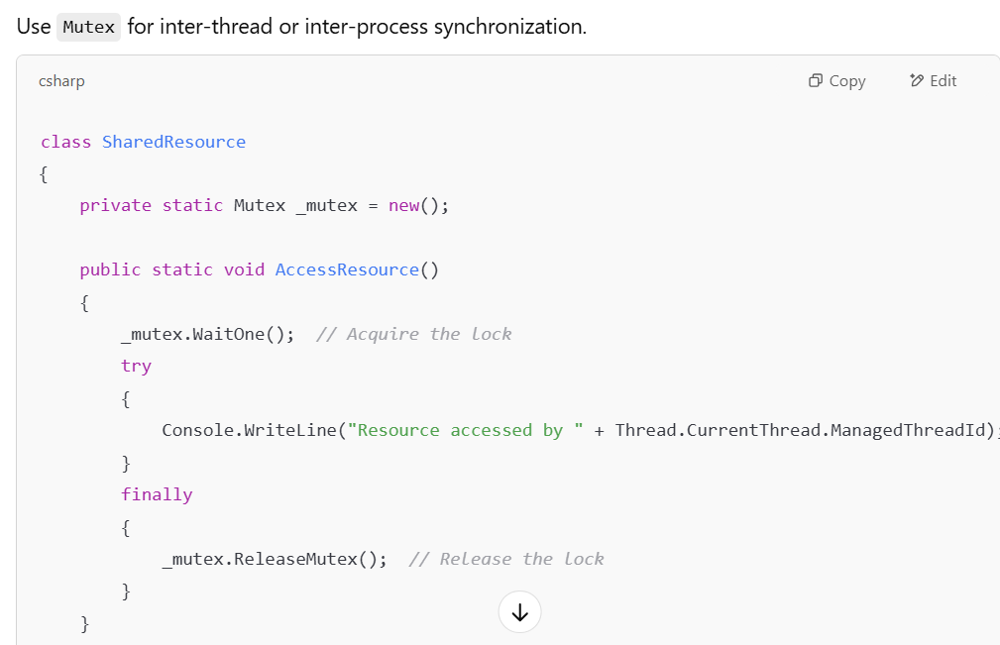 Use Mutex for inter-thread or inter-process synchronization.
csharp Copy Edit
class SharedResource
{
    private static Mutex _mutex = new();
    public static void AccessResource()
    {
        _mutex.WaitOne();  // Acquire the lock
        try
        {
            Console.WriteLine("Resource accessed by " + Thread.CurrentThread.ManagedThreadId);
        }
        finally
        {
            _mutex.ReleaseMutex();  // Release the lock
        }
    }